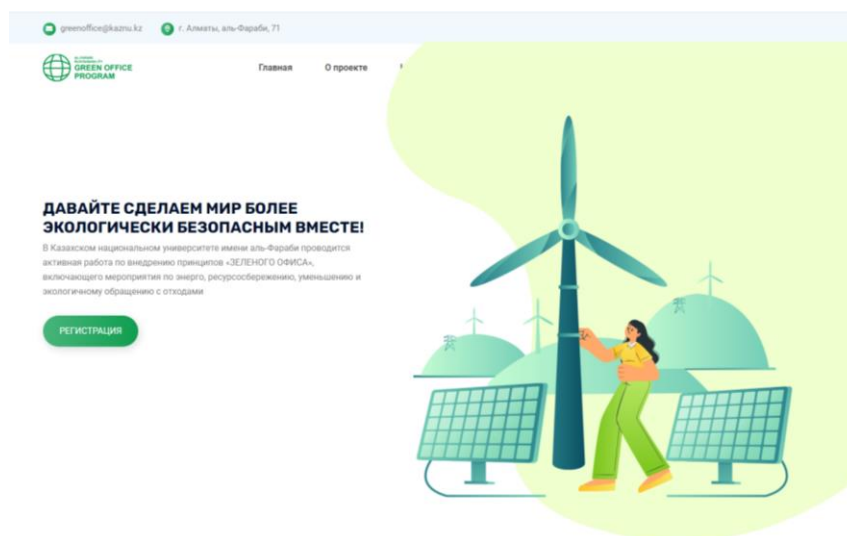 greenoffice@kaznu.kz г. Алматы, аль-Фараби, 71
GREEN OFFICE
PROGRAM
Главная О проекте
ДАВАЙТЕ СДЕЛАЕМ МИР БОЛЕЕ
ЭКОЛОГИЧЕСКИ БЕЗОПАСНЫМ ВМЕСТЕ!
В Казахском национальном университете имени аль-Фараби проводится
активная работа по внедрению принципов «ЗЕЛЕНОГО ОФИСА»,
включающего мероприятия по энерго, ресурсосбережению, уменьшению и
экологичному обращению с отходами
РЕГИСТРАЦИЯ